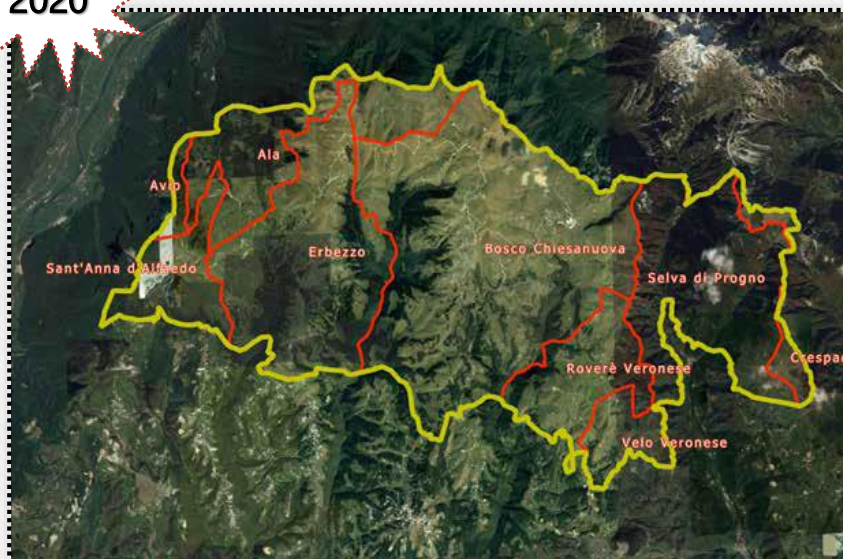 2020
Ala
Avio
Sant'Anna d'Alfaedo
Erbezzo
Bosco Chiesanuova
Selva di Progno
Roverè Veronese
Velo Veronese